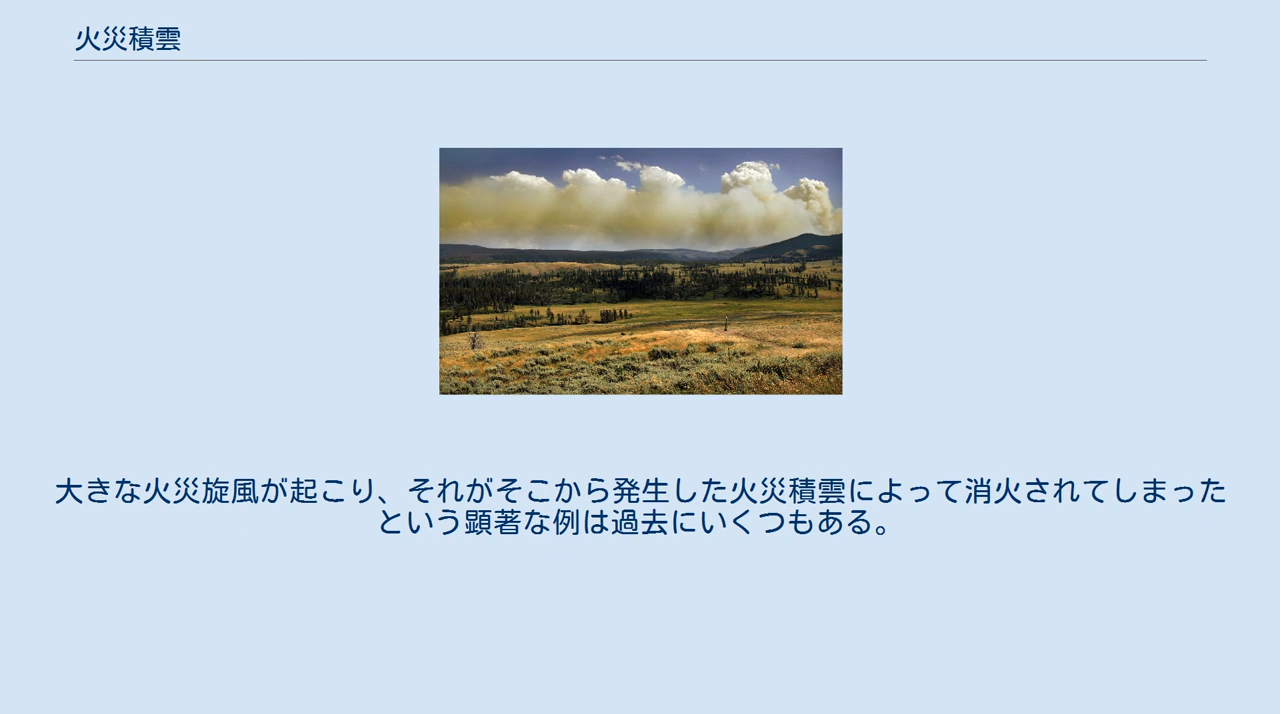 火災積雲
大きな火災旋風が起こり、それがそこから発生した火災積雲によって消火されてしまった
という顕著な例は過去にいくつもある。